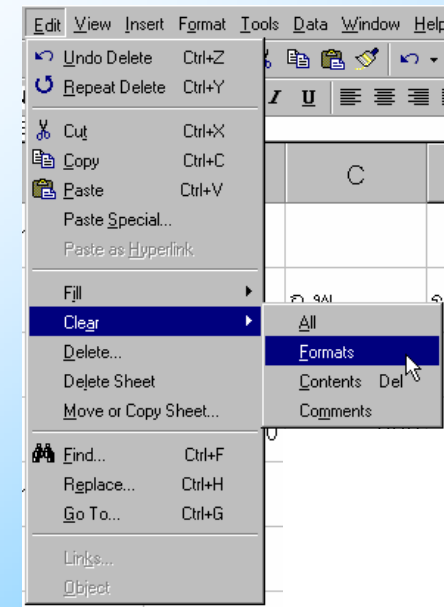 Edit View Insert Format Tools Data Window Help
Undo Delete Ctrl+Z
Repeat Delete Ctrl+Y
I U
Cut Ctrl+X
Copy Ctrl+C
Paste Ctrl+V
C
Paste Special...
Paste as Hyperlink
Fill
Clear
All
Delete...
Formats
Delete Sheet
Contents Del
Move or Copy Sheet...
Comments
Find... Ctrl+F
Replace... Ctrl+H
Go To... Ctrl+G
Links...
Object